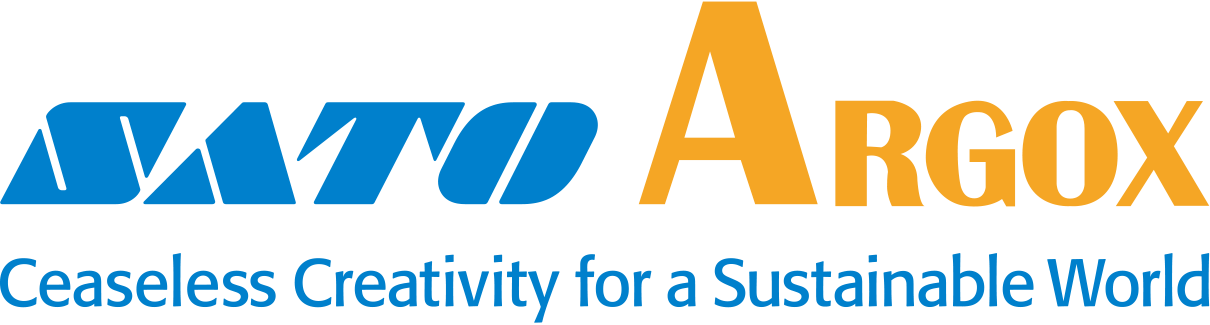 SATO ARGOX
Ceaseless Creativity for a Sustainable World